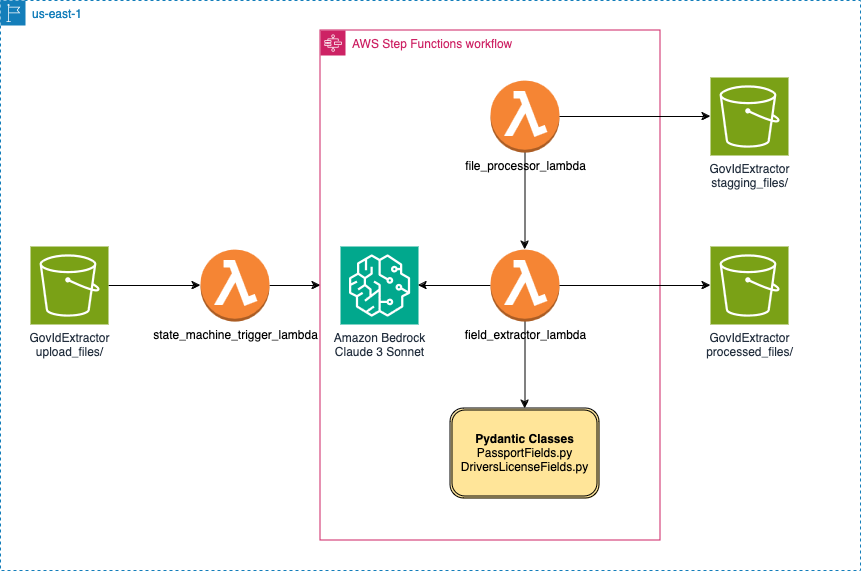 us-east-1
AWS Step Functions workflow
file_processor_lambda
GovIdExtractor
stagging_files/
GovIdExtractor
upload_files/
state_machine_trigger_lambda
Amazon Bedrock
Claude 3 Sonnet
field_extractor_lambda
GovIdExtractor
processed_files/
Pydantic Classes
PassportFields.py
DriversLicenseFields.py